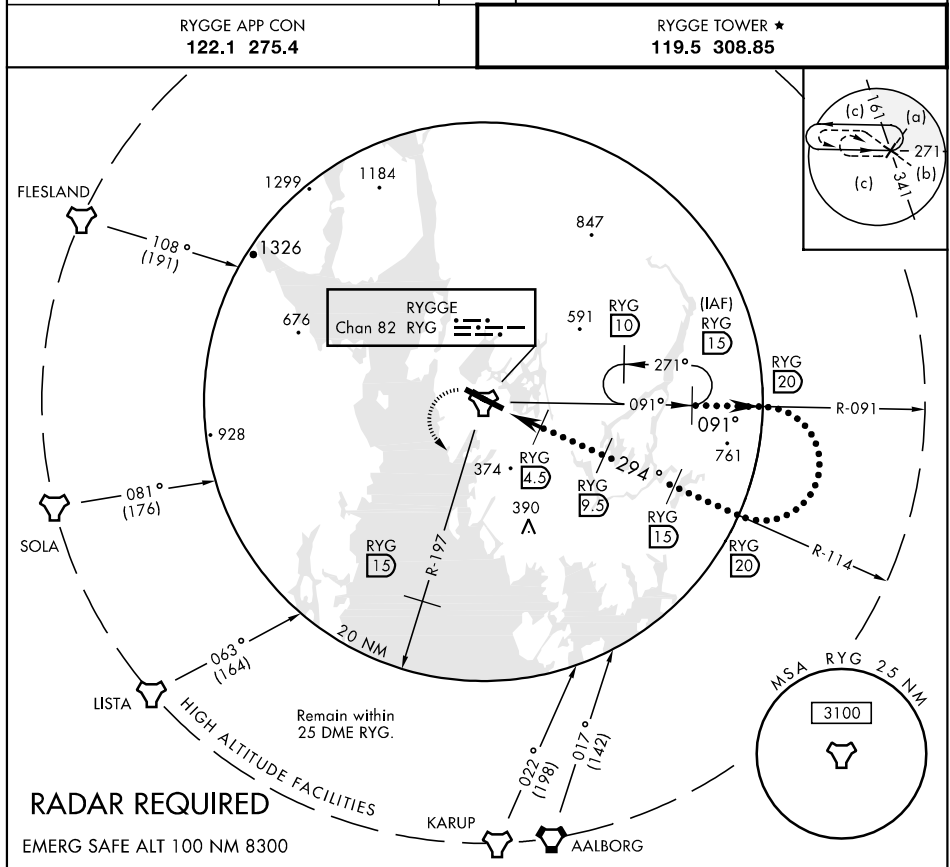 RYGGE APP CON
122.1 275.4
RYGGE TOWER ★
119.5 308.85
161
(c)
(a)
271
(b)
341
(c)
FLESLAND
108°
(191)
1299
1184
1326
847
676
RYGGE
Chan 82 RYG
591
RYG
10
(IAF)
RYG
15
271°
RYG
20
091°
091°
R-091
928
761
374
RYG
4.5
294°
RYG
9.5
390
RYG
15
RYG
20
R-114
081°
(176)
SOLA
RYG
15
R-197
20 NM
063°
(164)
LISTA
HIGH ALTITUDE FACILITIES
Remain within
25 DME RYG.
022°
(198)
017°
(142)
MSA RYG 25 NM
3100
RADAR REQUIRED
EMERG SAFE ALT 100 NM 8300
KARUP
AALBORG